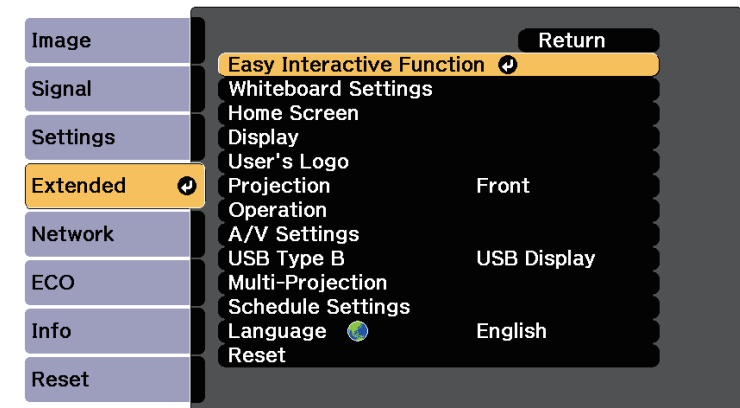 Image
Signal
Settings
Extended
Network
ECO
Info
Reset
Return
Easy Interactive Function
Whiteboard Settings
Home Screen
Display
User's Logo
Projection Front
Operation
A/V Settings
USB Type B USB Display
Multi-Projection
Schedule Settings
Language English
Reset